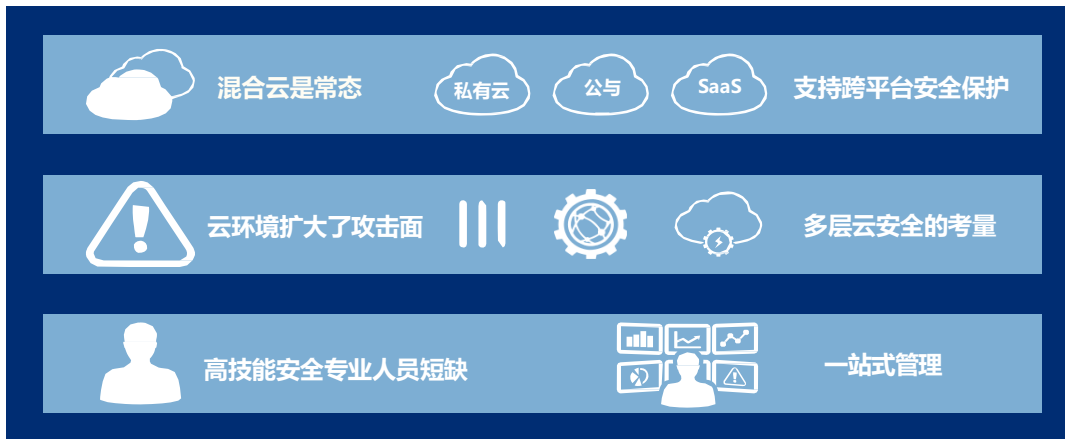 混合云是常态
私有云
公与
SaaS
支持跨平台安全保护
云环境扩大了攻击面
多层云安全的考量
高技能安全专业人员短缺
一站式管理